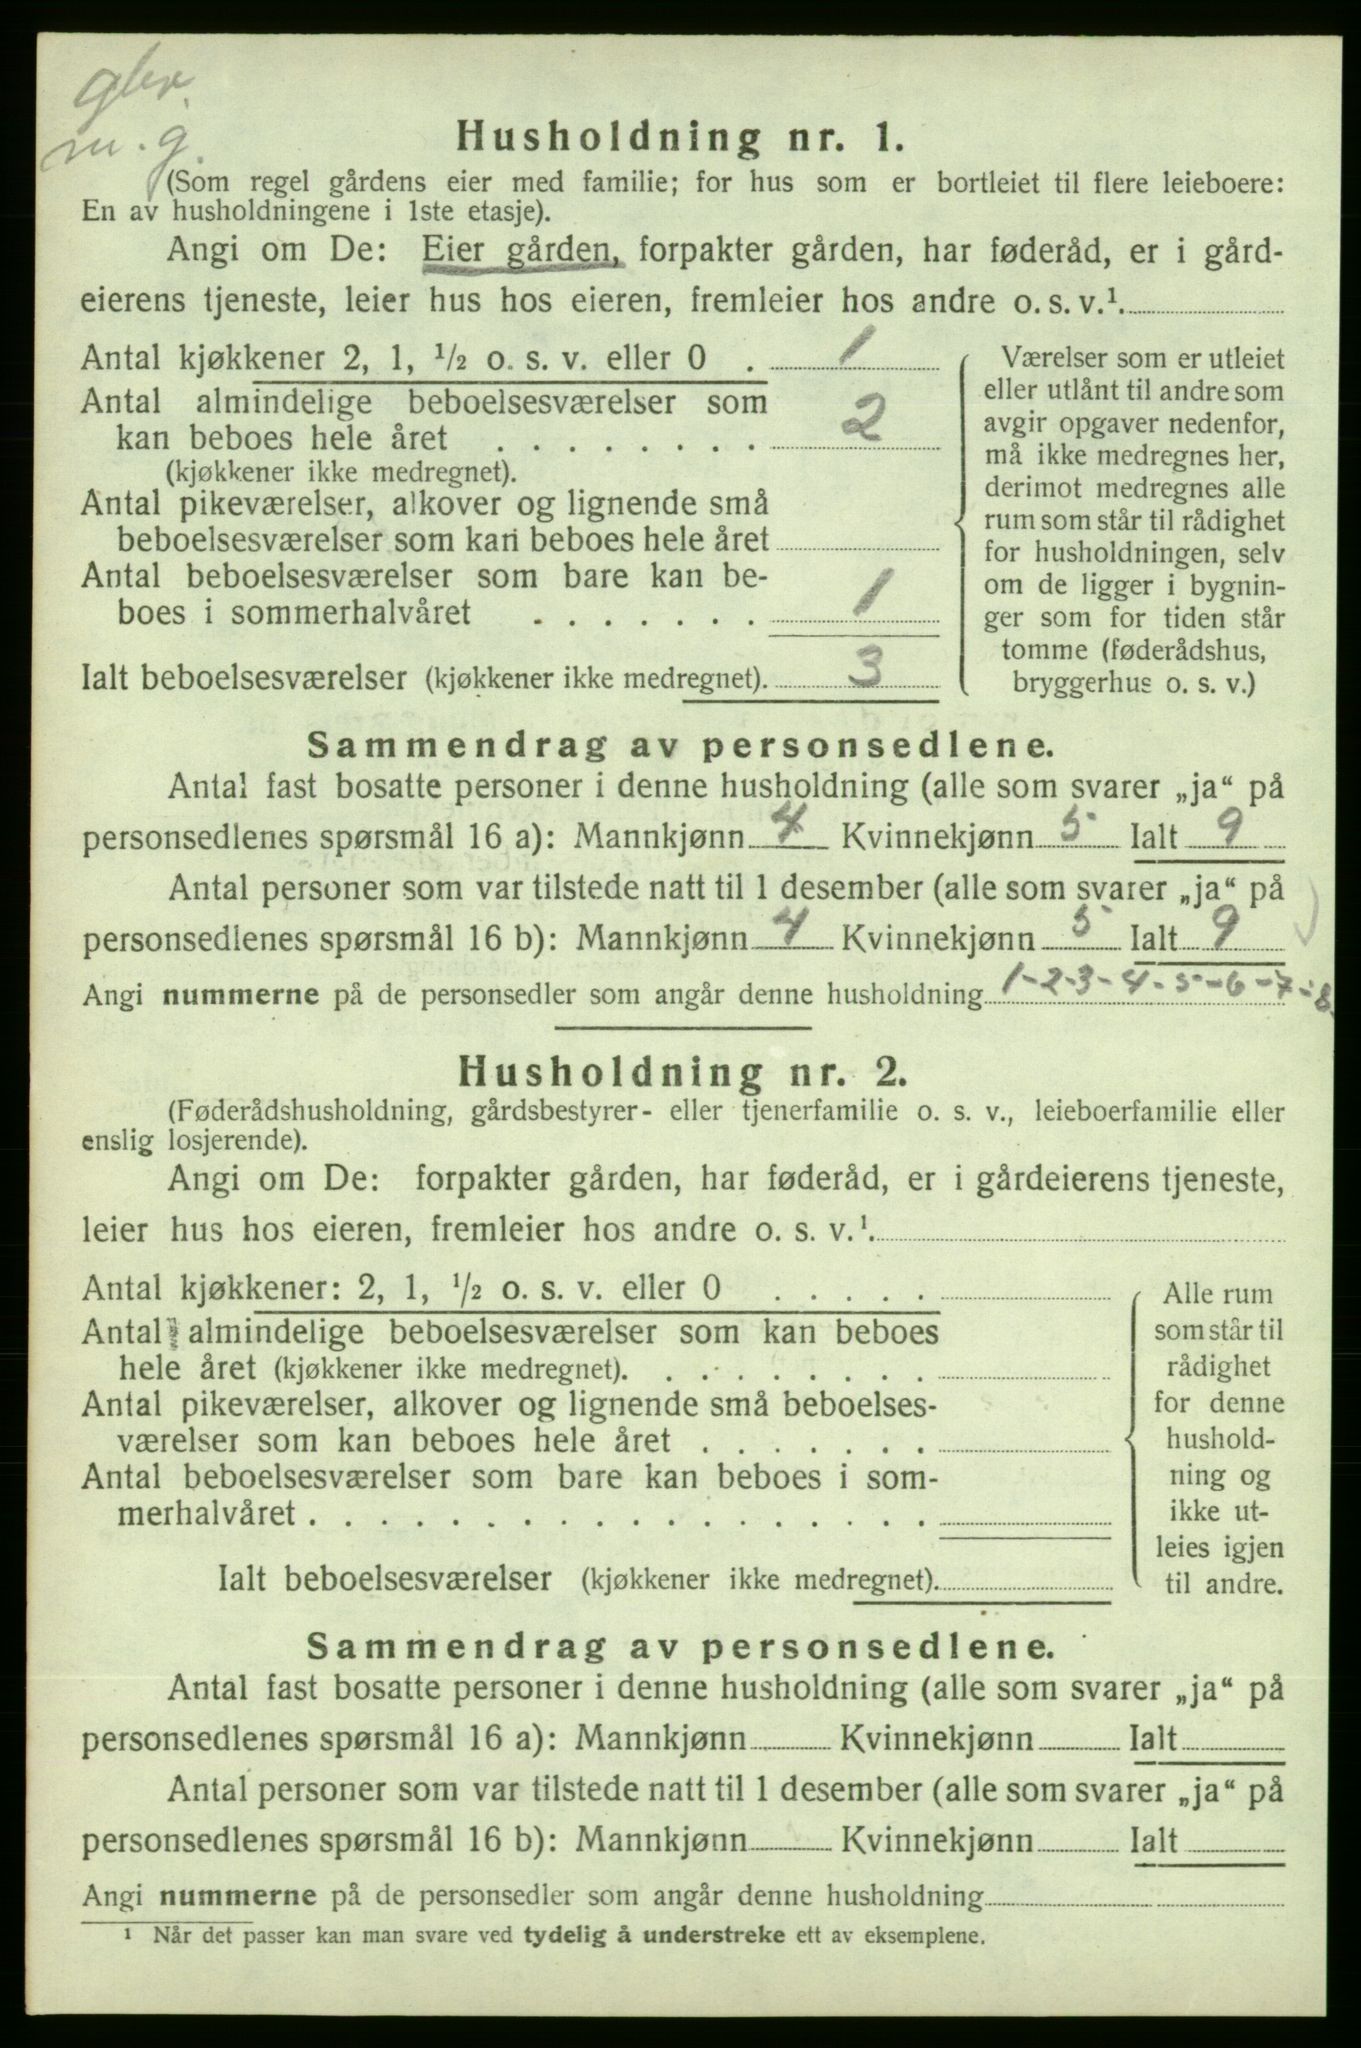 gbr.
m. g.
Husholdning nr. 1.
(Som regel gårdens eier med familie; for hus som er bortleiet til flere leieboere:
En av husholdningene i 1ste etasje).
Angi om De: Eier gården, forpakter gården, har føderåd, er i gård-
eierens tjeneste, leier hus hos eieren, fremleier hos andre o. s. v.¹.
Antal kjøkkener 2, 1, ½ o. s. v. eller 0 . 1
Antal almindelige beboelsesværelser som
kan beboes hele året . . . . . . . . 2
(kjøkkener ikke medregnet).
Antal pikeværelser, alkover og lignende små
beboelsesværelser som kan beboes hele året
Antal beboelsesværelser som bare kan be-
boes i sommerhalvåret . . . . . . . 1
Ialt beboelsesværelser (kjøkkener ikke medregnet). 3
Værelser som er utleiet
eller utlånt til andre som
avgir opgaver nedenfor,
må ikke medregnes her,
derimot medregnes alle
rum som står til rådighet
for husholdningen, selv
om de ligger i bygnin-
ger som for tiden står
tomme (føderådshus,
bryggerhus o. s. v.)
Sammendrag av personsedlene.
Antal fast bosatte personer i denne husholdning (alle som svarer „ja“ på
personsedlenes spørsmål 16 a): Mannkjønn 4 Kvinnekjønn 5 Ialt 9
Antal personer som var tilstede natt til 1 desember (alle som svarer „ja“ på
personsedlenes spørsmål 16 b): Mannkjønn 4 Kvinnekjønn 5 Ialt 9
Angi nummerne på de personsedler som angår denne husholdning 1-2-3-4-5-6-7-8.
Husholdning nr. 2.
(Føderådshusholdning, gårdsbestyrer- eller tjenerfamilie o. s. v., leieboerfamilie eller
enslig losjerende).
Angi om De: forpakter gården, har føderåd, er i gårdeierens tjeneste,
leier hus hos eieren, fremleier hos andre o. s. v.¹.
Antal kjøkkener: 2, 1, ½ o. s. v. eller 0 . . . . .
Antal almindelige beboelsesværelser som kan beboes
hele året (kjøkkener ikke medregnet). . . . . . . . .
Antal pikeværelser, alkover og lignende små beboelses-
værelser som kan beboes hele året . . . . . . .
Antal beboelsesværelser som bare kan beboes i som-
merhalvåret . . . . . . . . . . . . . . . . . .
Ialt beboelsesværelser (kjøkkener ikke medregnet).
Alle rum
som står til
rådighet
for denne
hushold-
ning og
ikke ut-
leies igjen
til andre.
Sammendrag av personsedlene.
Antal fast bosatte personer i denne husholdning (alle som svarer „ja“ på
personsedlenes spørsmål 16 a): Mannkjønn Kvinnekjønn Ialt
Antal personer som var tilstede natt til 1 desember (alle som svarer „ja“ på
personsedlenes spørsmål 16 b): Mannkjønn Kvinnekjønn Ialt
Angi nummerne på de personsedler som angår denne husholdning
¹ Når det passer kan man svare ved tydelig å understreke ett av eksemplene.